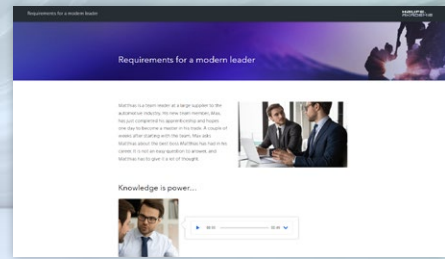 Requirements for a modern leader
HAUFE.
AKADEMIE
Requirements for a modern leader
Matthias is a team leader at a large supplier to the
automotive industry. His new team member, Max,
has just completed his apprenticeship and hopes
one day to become a master in his trade. A couple of
weeks after starting with the team, Max asks
Matthias about the best boss Matthias has had in his
career. It is not an easy question to answer, and
Matthias has to give it a lot of thought.
Knowledge is power...
00:00